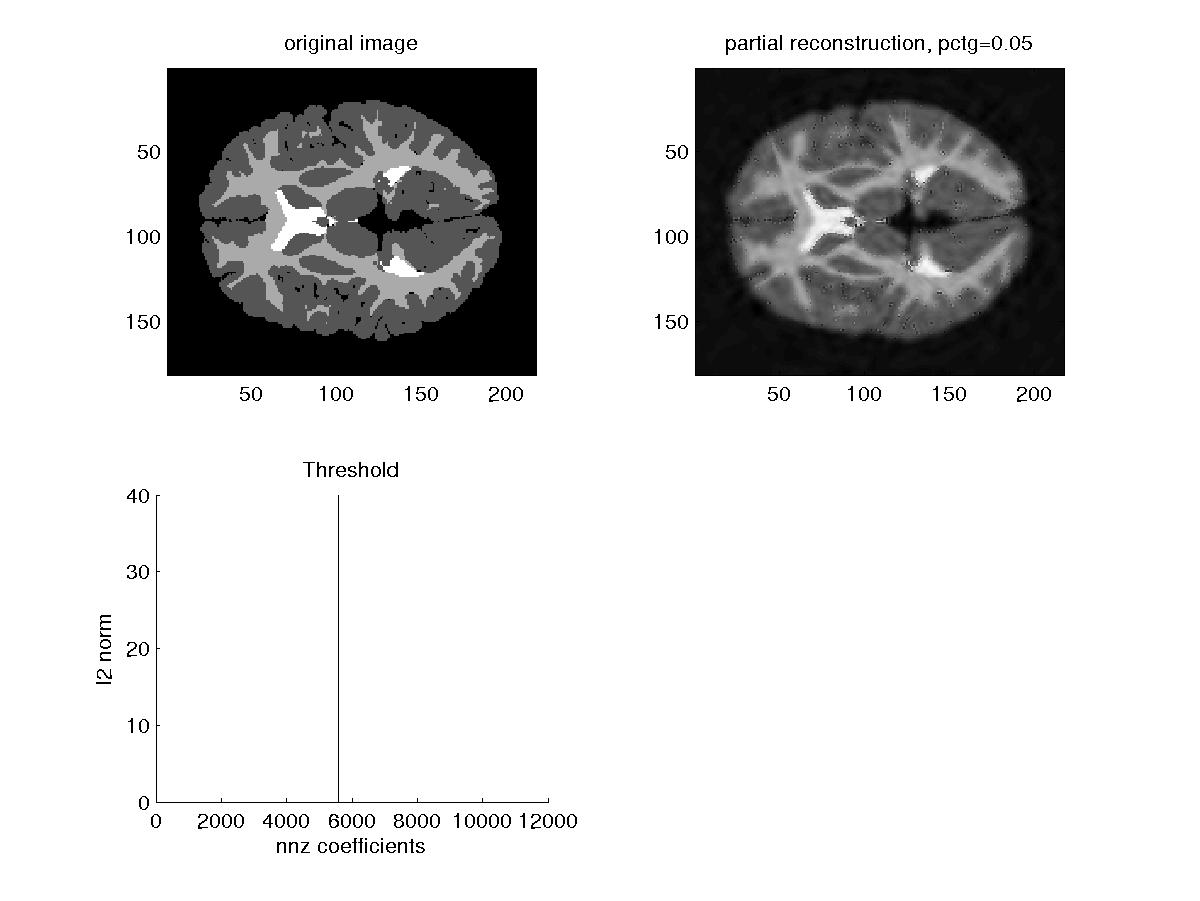 original image
partial reconstruction, pctg=0.05
50
100
150
50 100 150 200
50
100
150
50 100 150 200
Threshold
40
30
20
10
0
l2 norm
0 2000 4000 6000 8000 10000 12000
nnz coefficients